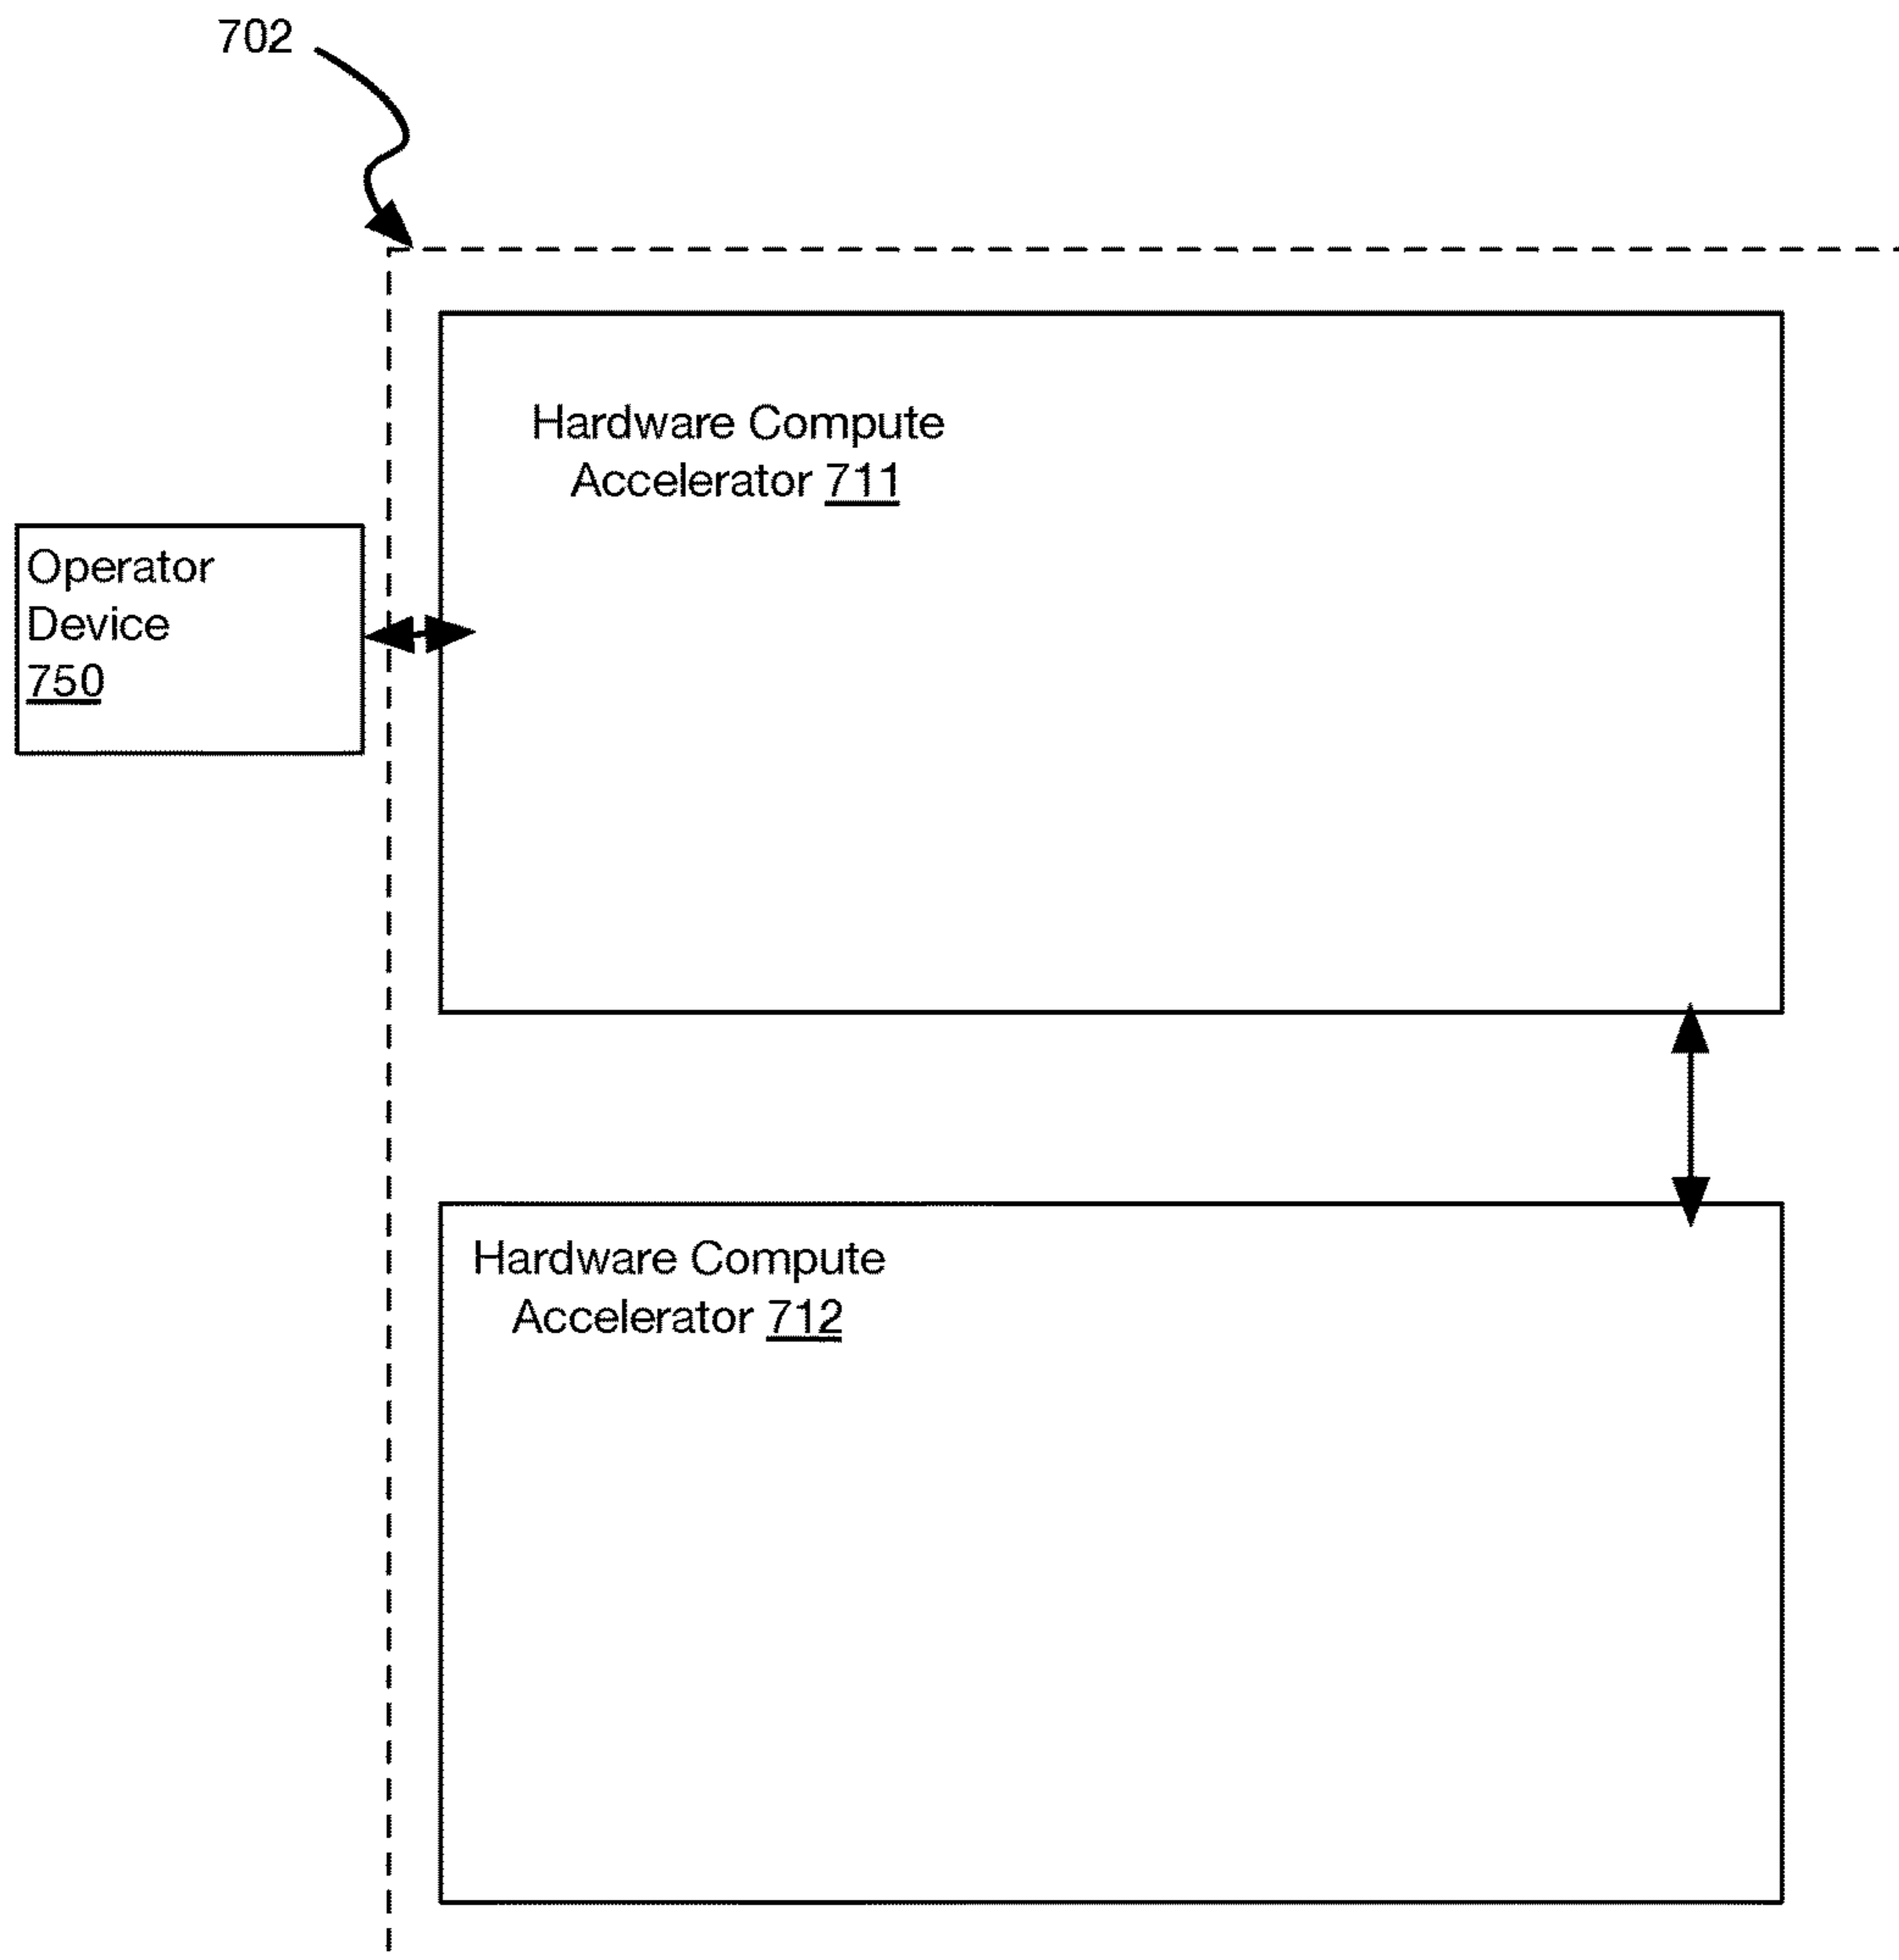 702
Hardware Compute
Accelerator 711
Operator
Device
750
Hardware Compute
Accelerator 712